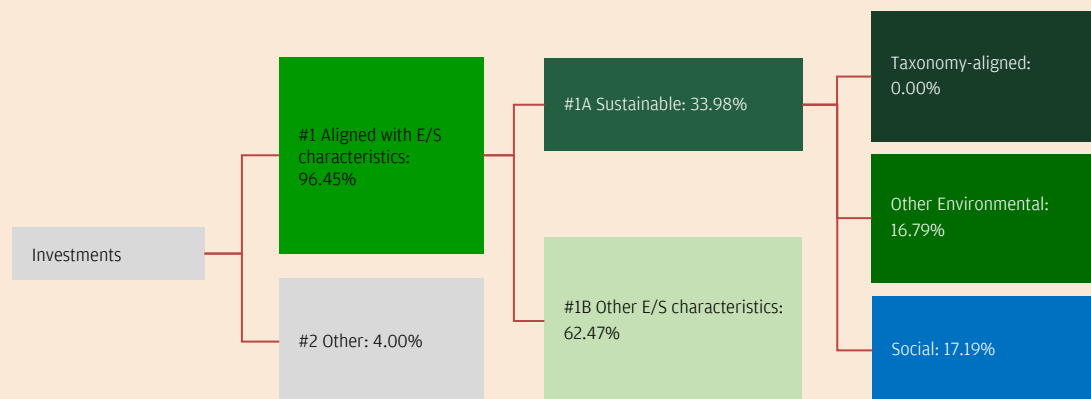 Investments
#1 Aligned with E/S
characteristics:
96.45%
#2 Other: 4.00%
#1A Sustainable: 33.98%
#1B Other E/S characteristics:
62.47%
Taxonomy-aligned:
0.00%
Other Environmental:
16.79%
Social: 17.19%